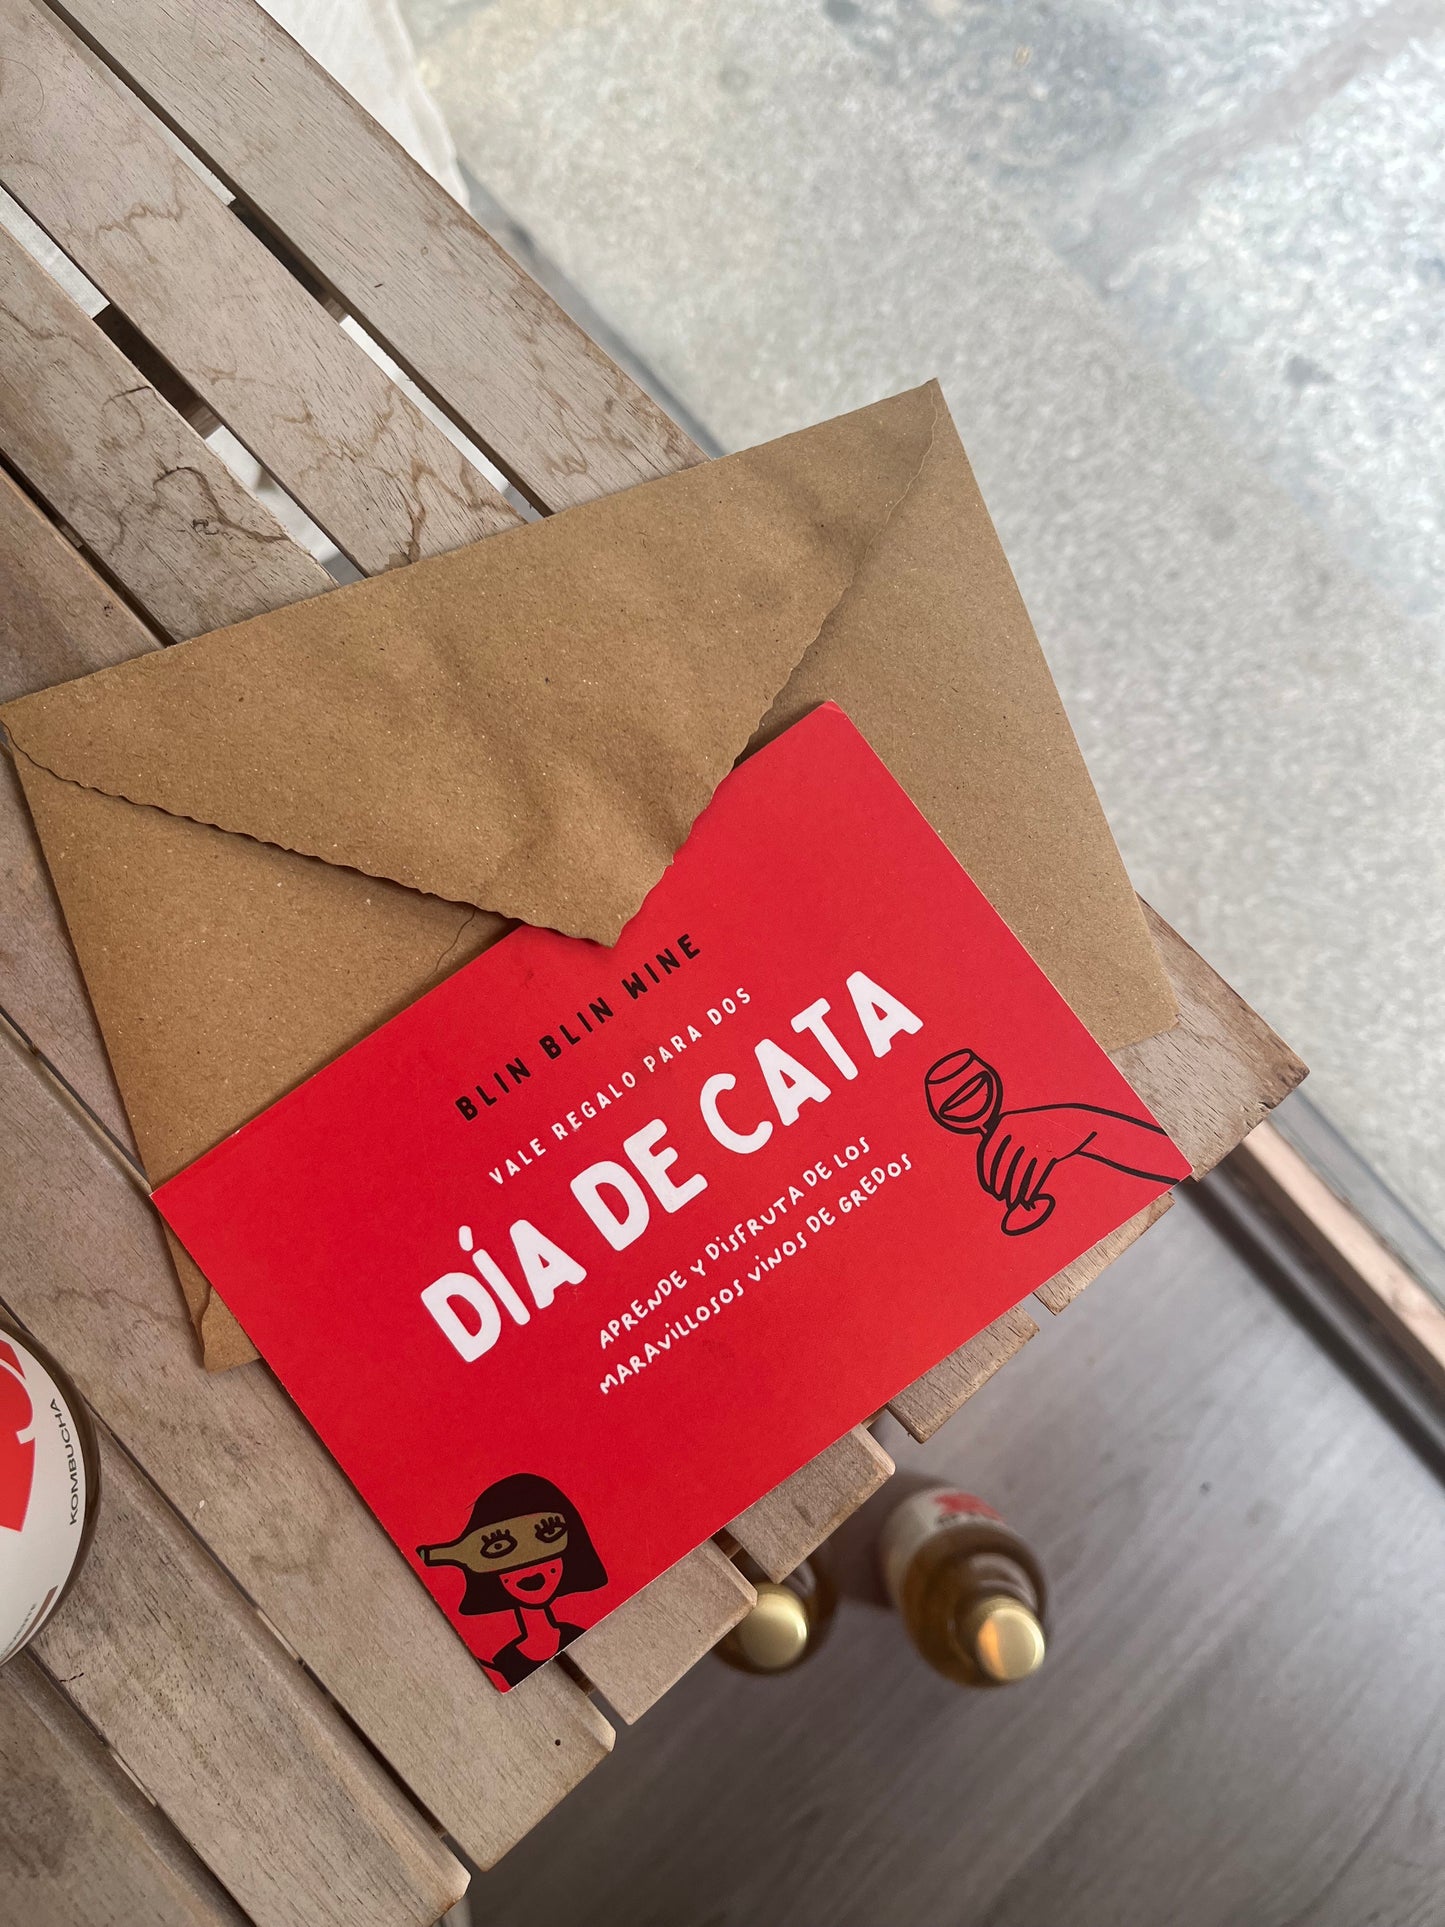 BLIN BLIN WINE
VALE REGALO PARA DOS
DÍA DE CATA
APRENDE Y DISFRUTA DE LOS
MARAVILLOSOS VINOS DE GREDOS
KOMBUCHA